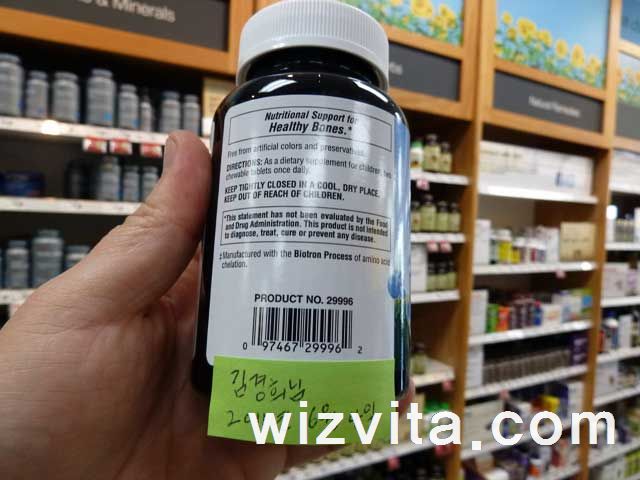 & Minerals
Natural Remedies
Nutritional Support for
Healthy Bones.*
Free from artificial colors and preservatives.
DIRECTIONS: As a dietary supplement for children, two
chewable tablets once daily.
KEEP TIGHTLY CLOSED IN A COOL, DRY PLACE.
KEEP OUT OF REACH OF CHILDREN.
*This statement has not been evaluated by the Food
and Drug Administration. This product is not intended
to diagnose, treat, cure or prevent any disease.
‡Manufactured with the Biotron Process of amino acid
chelation.
PRODUCT NO. 29996
0 97467 29996 2
김경희님
wizvita.com